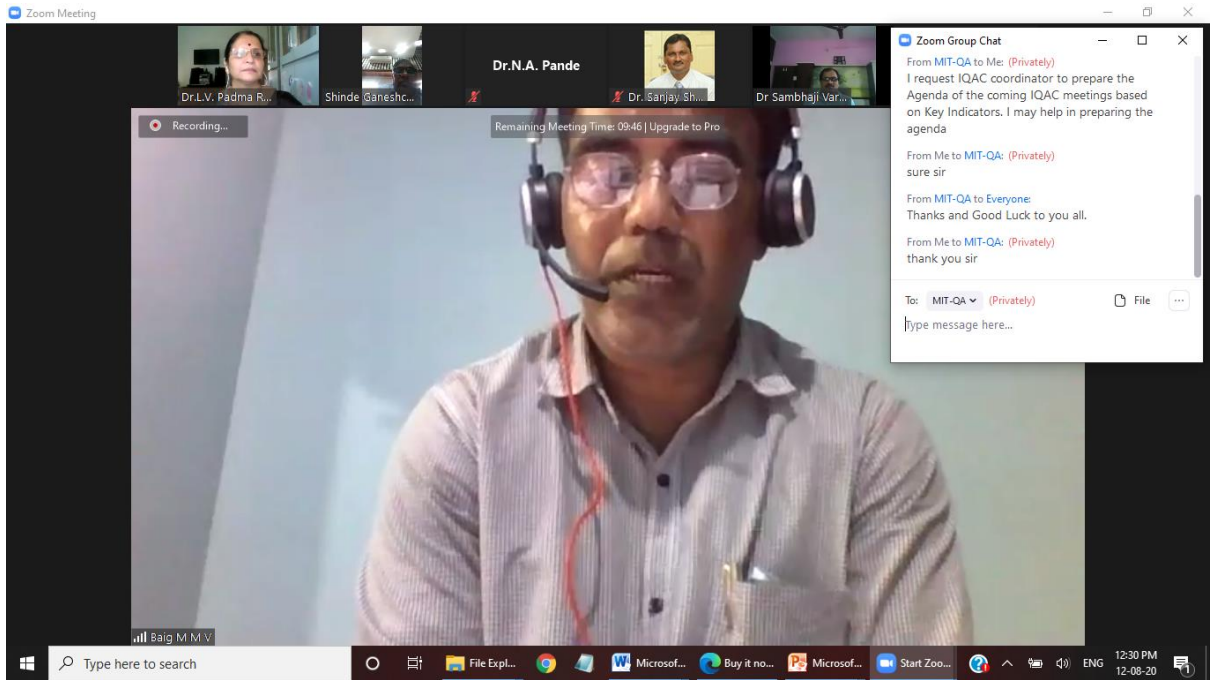 Zoom Meeting
Dr.L.V. Padma R...
Shinde Ganeshc...
Dr.N.A. Pande
Dr. Sanjay Sh...
Dr Sambhaji Var...
Recording...
Remaining Meeting Time: 09:46 | Upgrade to Pro
Zoom Group Chat
From MIT-QA to Me: (Privately)
I request IQAC coordinator to prepare the
Agenda of the coming IQAC meetings based
on Key Indicators. I may help in preparing the
agenda
From Me to MIT-QA: (Privately)
sure sir
From MIT-QA to Everyone:
Thanks and Good Luck to you all.
From Me to MIT-QA: (Privately)
thank you sir
To: MIT-QA (Privately) File ...
Type message here...
Baig M M V
Type here to search
File Expl...
Microsof...
Buy it no...
Microsof...
Start Zoo...
ENG
12:30 PM
12-08-20
1